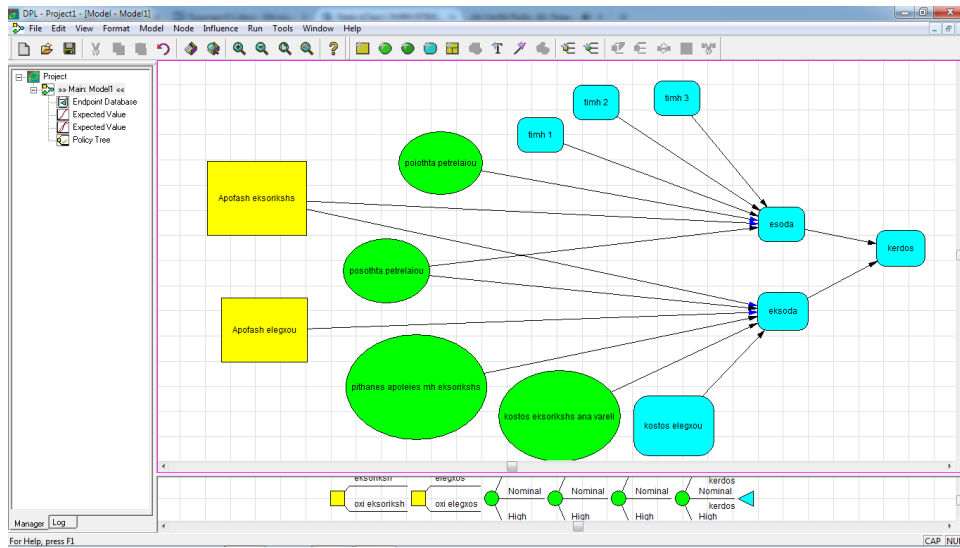 DPL - Project1 - [Model - Model1]
File Edit View Format Model Node Influence Run Tools Window Help
Project
>> Main: Model1 <<
Endpoint Database
Expected Value
Expected Value
Policy Tree
timh 3
timh 2
timh 1
poiothta petrelaiou
Apofash eksorikshs
esoda
kerdos
posothta petrelaiou
eksoda
Apofash elegxou
pithanes apoleies mh eksorikshs
kostos eksorikshs ana vareli
kostos elegxou
eksoriksh elegxos kerdos
Nominal Nominal Nominal Nominal
oxi eksoriksh oxi elegxos kerdos
High High High High
Manager Log
For Help, press F1 CAP NU